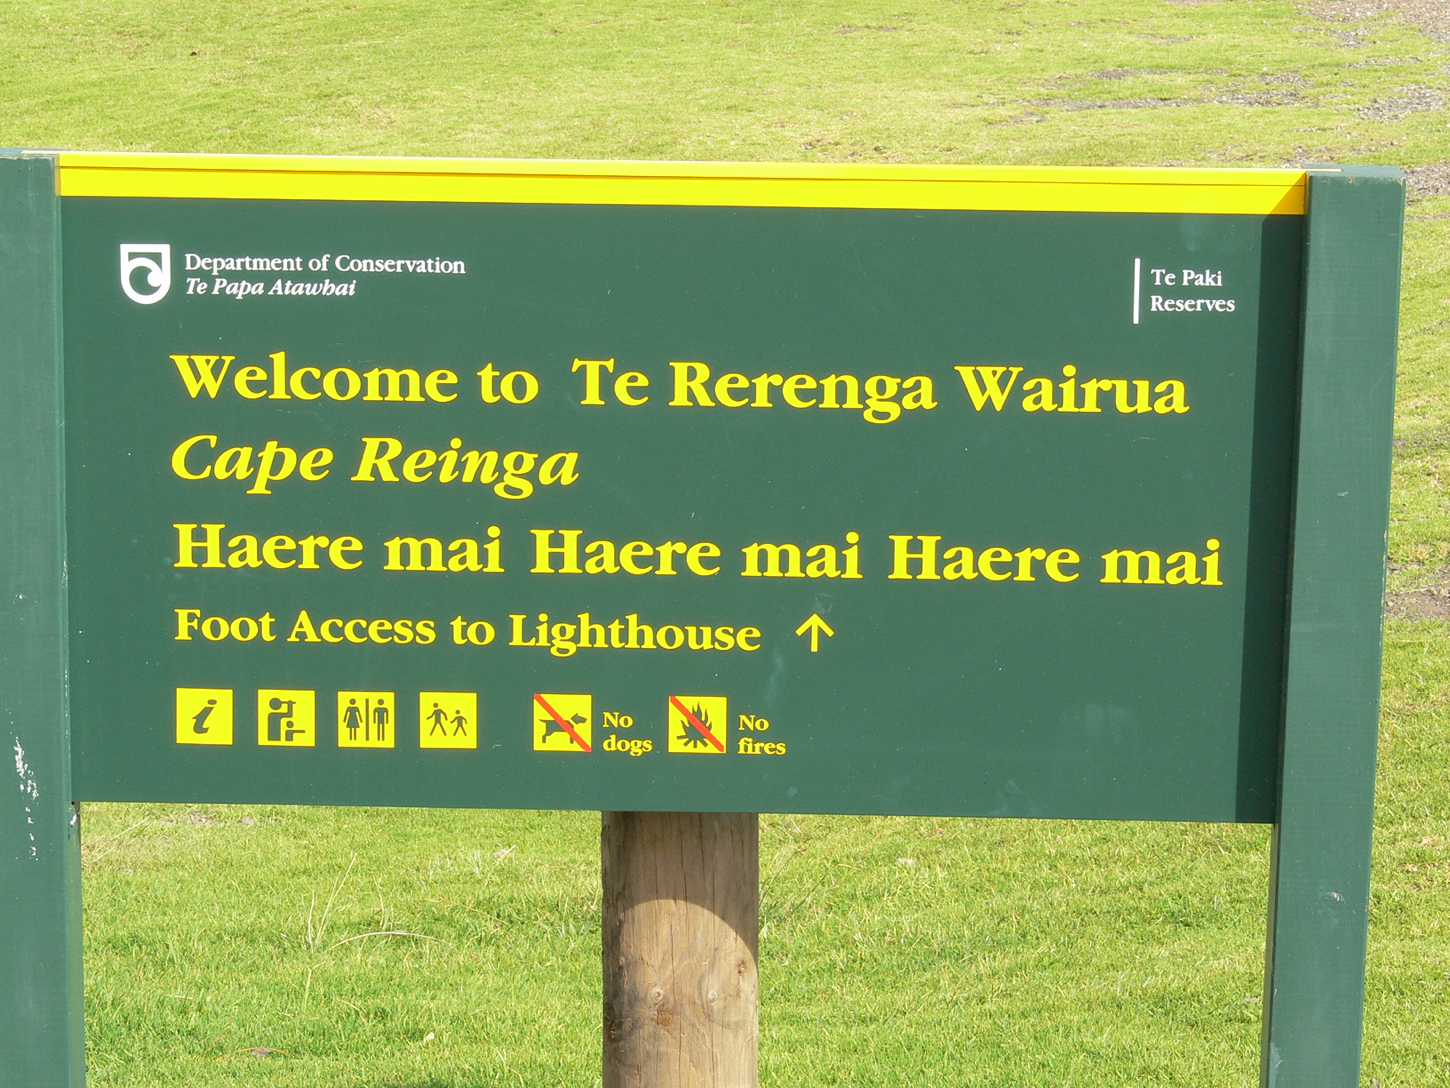 Department of Conservation
Te Papa Atawhai
Te Paki
Reserves
Welcome to Te Rerenga Wairua
Cape Reinga
Haere mai Haere mai Haere mai
Foot Access to Lighthouse ↑
i
No
dogs
No
fires